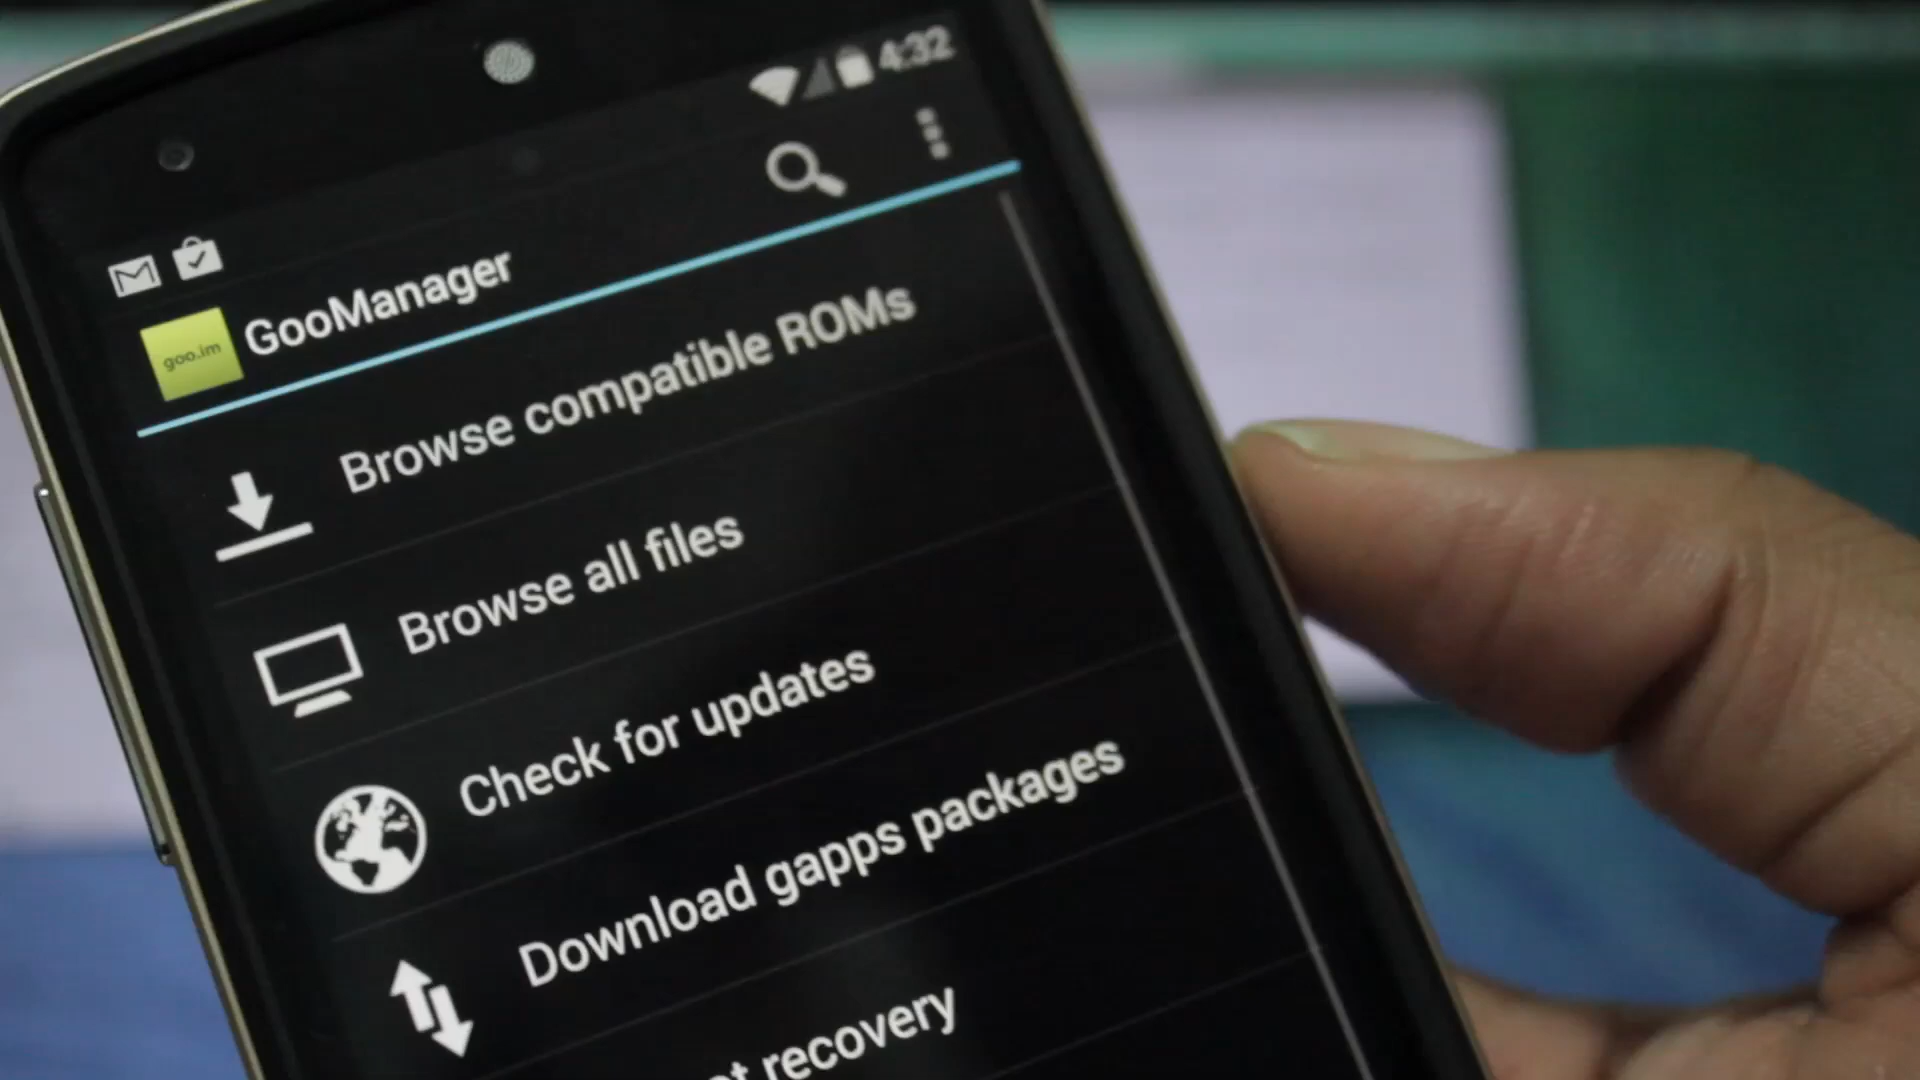 4:32
goo.im
GooManager
Browse compatible ROMs
Browse all files
Check for updates
Download gapps packages
recovery